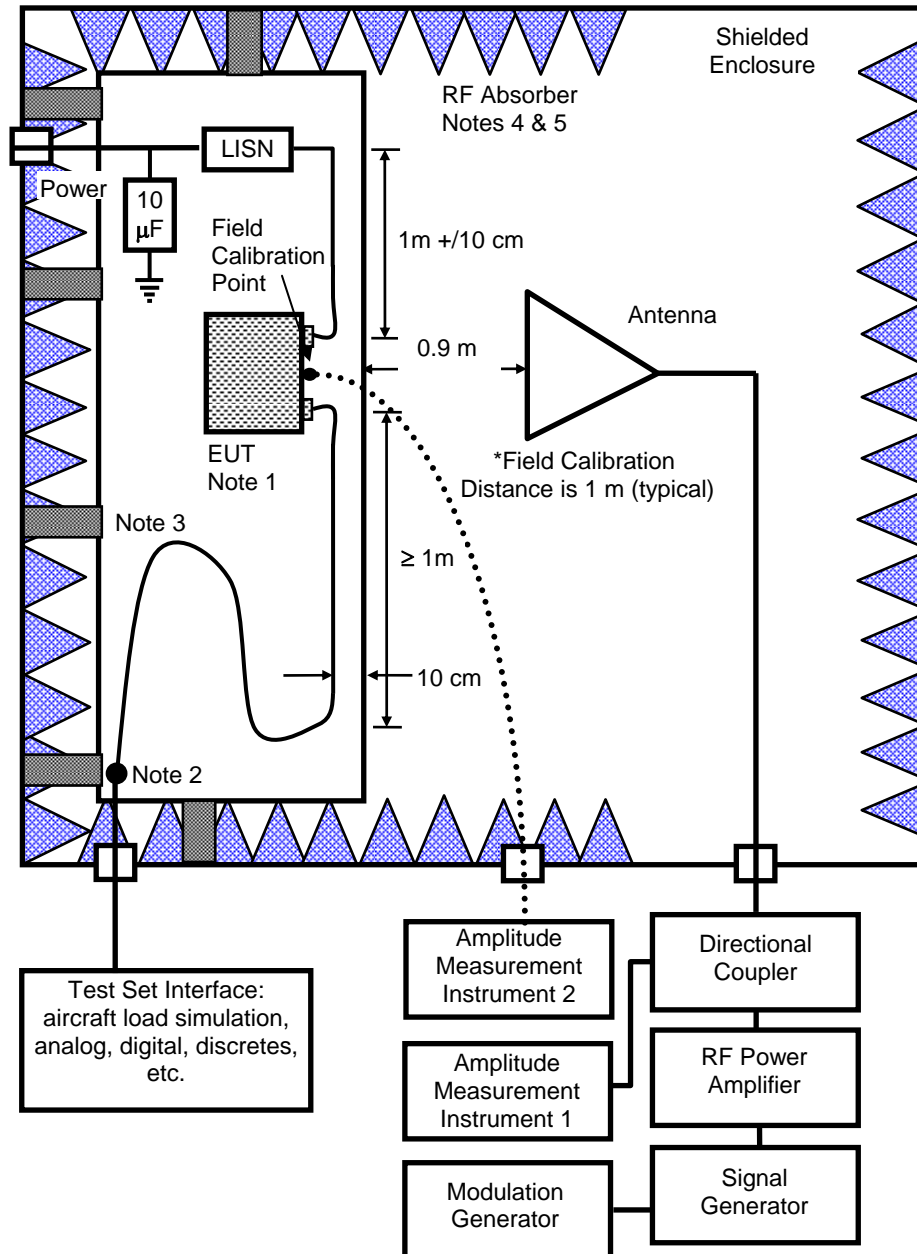 Shielded
Enclosure
RF Absorber
Notes 4 & 5
LISN
Power
10
μF
Field
Calibration
Point
1m +/10 cm
Antenna
0.9 m
EUT
Note 1
*Field Calibration
Distance is 1 m (typical)
Note 3
≥ 1m
10 cm
Note 2
Test Set Interface:
aircraft load simulation,
analog, digital, discretes,
etc.
Amplitude
Measurement
Instrument 2
Directional
Coupler
Amplitude
Measurement
Instrument 1
RF Power
Amplifier
Modulation
Generator
Signal
Generator